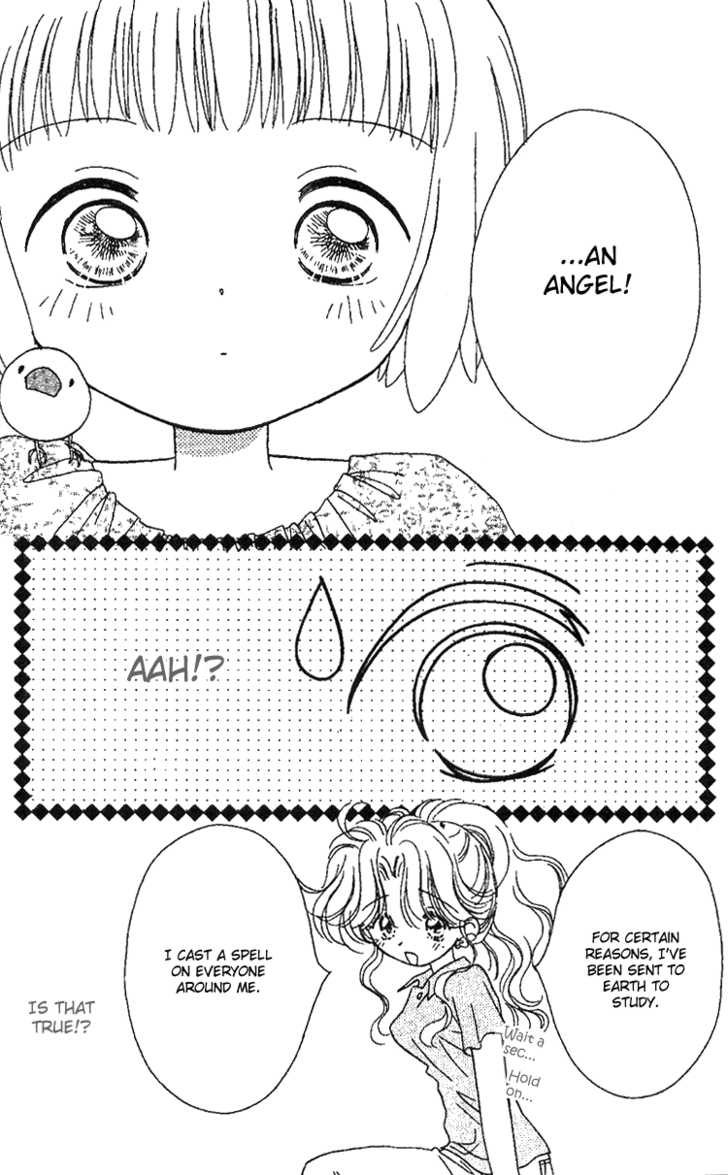 ...AN
ANGEL!
AAH!?
FOR CERTAIN
REASONS, I'VE
BEEN SENT TO
EARTH TO
STUDY.
Wait a
sec...
Hold
on...
I CAST A SPELL
ON EVERYONE
AROUND ME.
IS THAT
TRUE!?